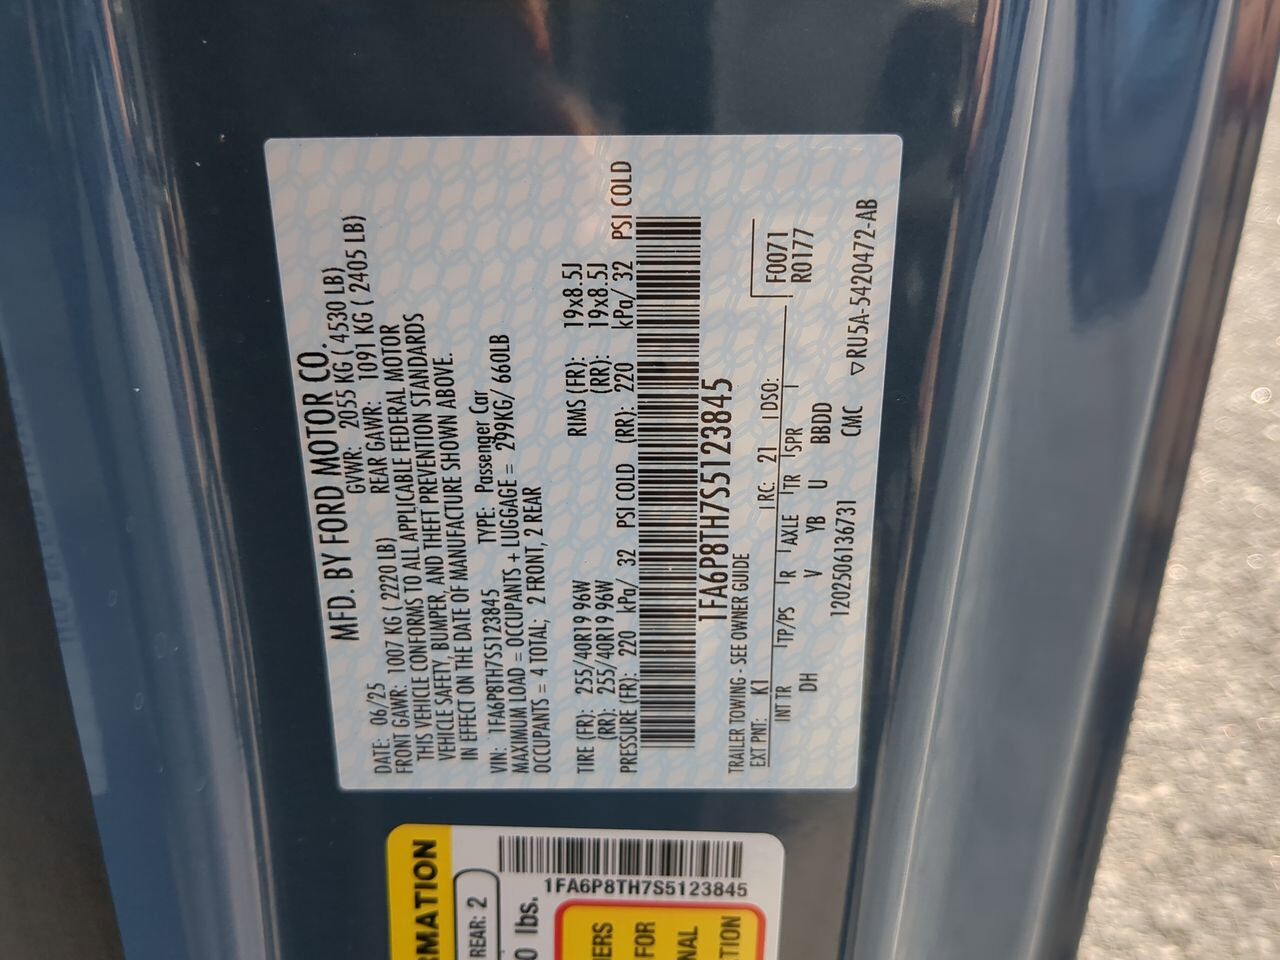 MFD. BY FORD MOTOR CO.
DATE: 06/25 GVWR: 2055 KG ( 4530 LB)
FRONT GAWR: 1007 KG ( 2220 LB) REAR GAWR: 1091 KG ( 2405 LB)
THIS VEHICLE CONFORMS TO ALL APPLICABLE FEDERAL MOTOR
VEHICLE SAFETY, BUMPER, AND THEFT PREVENTION STANDARDS
IN EFFECT ON THE DATE OF MANUFACTURE SHOWN ABOVE.
VIN: 1FA6P8TH7S5123845 TYPE: Passenger Car
MAXIMUM LOAD = OCCUPANTS + LUGGAGE = 299KG/ 660LB
OCCUPANTS = 4 TOTAL; 2 FRONT, 2 REAR
TIRE (FR): 255/40R19 96W RIMS (FR): 19x8.5J
(RR): 255/40R19 96W (RR): 19x8.5J
PRESSURE (FR): 220 kPa/ 32 PSI COLD (RR): 220 kPa/ 32 PSI COLD
1FA6P8TH7S5123845
TRAILER TOWING - SEE OWNER GUIDE
EXT PNT: K1 RC: 21 DSO: F0071
INT TR TP/PS R AXLE TR SPR R0177
DH V YB U BBDD
1202506136731 CMC ▽RU5A-5420472-AB
RMATION
REAR: 2
0 lbs.
1FA6P8TH7S5123845
ERS
FOR
NAL
TION